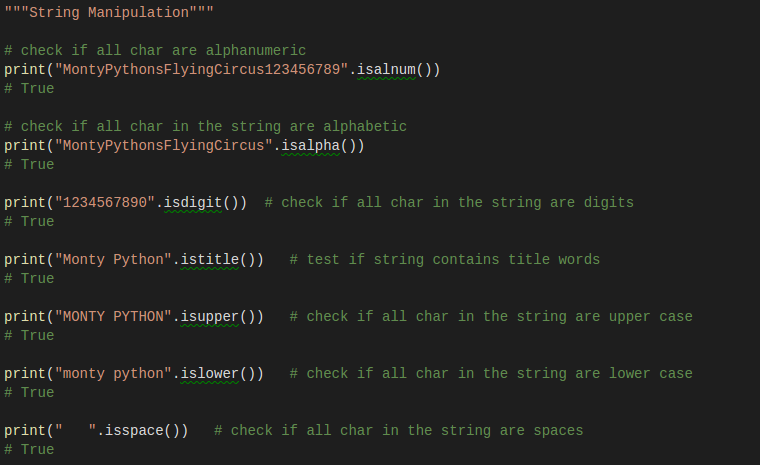 """String Manipulation"""
# check if all char are alphanumeric
print("MontyPythonsFlyingCircus123456789".isalnum())
# True
# check if all char in the string are alphabetic
print("MontyPythonsFlyingCircus".isalpha())
# True
print("1234567890".isdigit())  # check if all char in the string are digits
# True
print("Monty Python".istitle())   # test if string contains title words
# True
print("MONTY PYTHON".isupper())   # check if all char in the string are upper case
# True
print("monty python".islower())   # check if all char in the string are lower case
# True
print("   ".isspace())   # check if all char in the string are spaces
# True